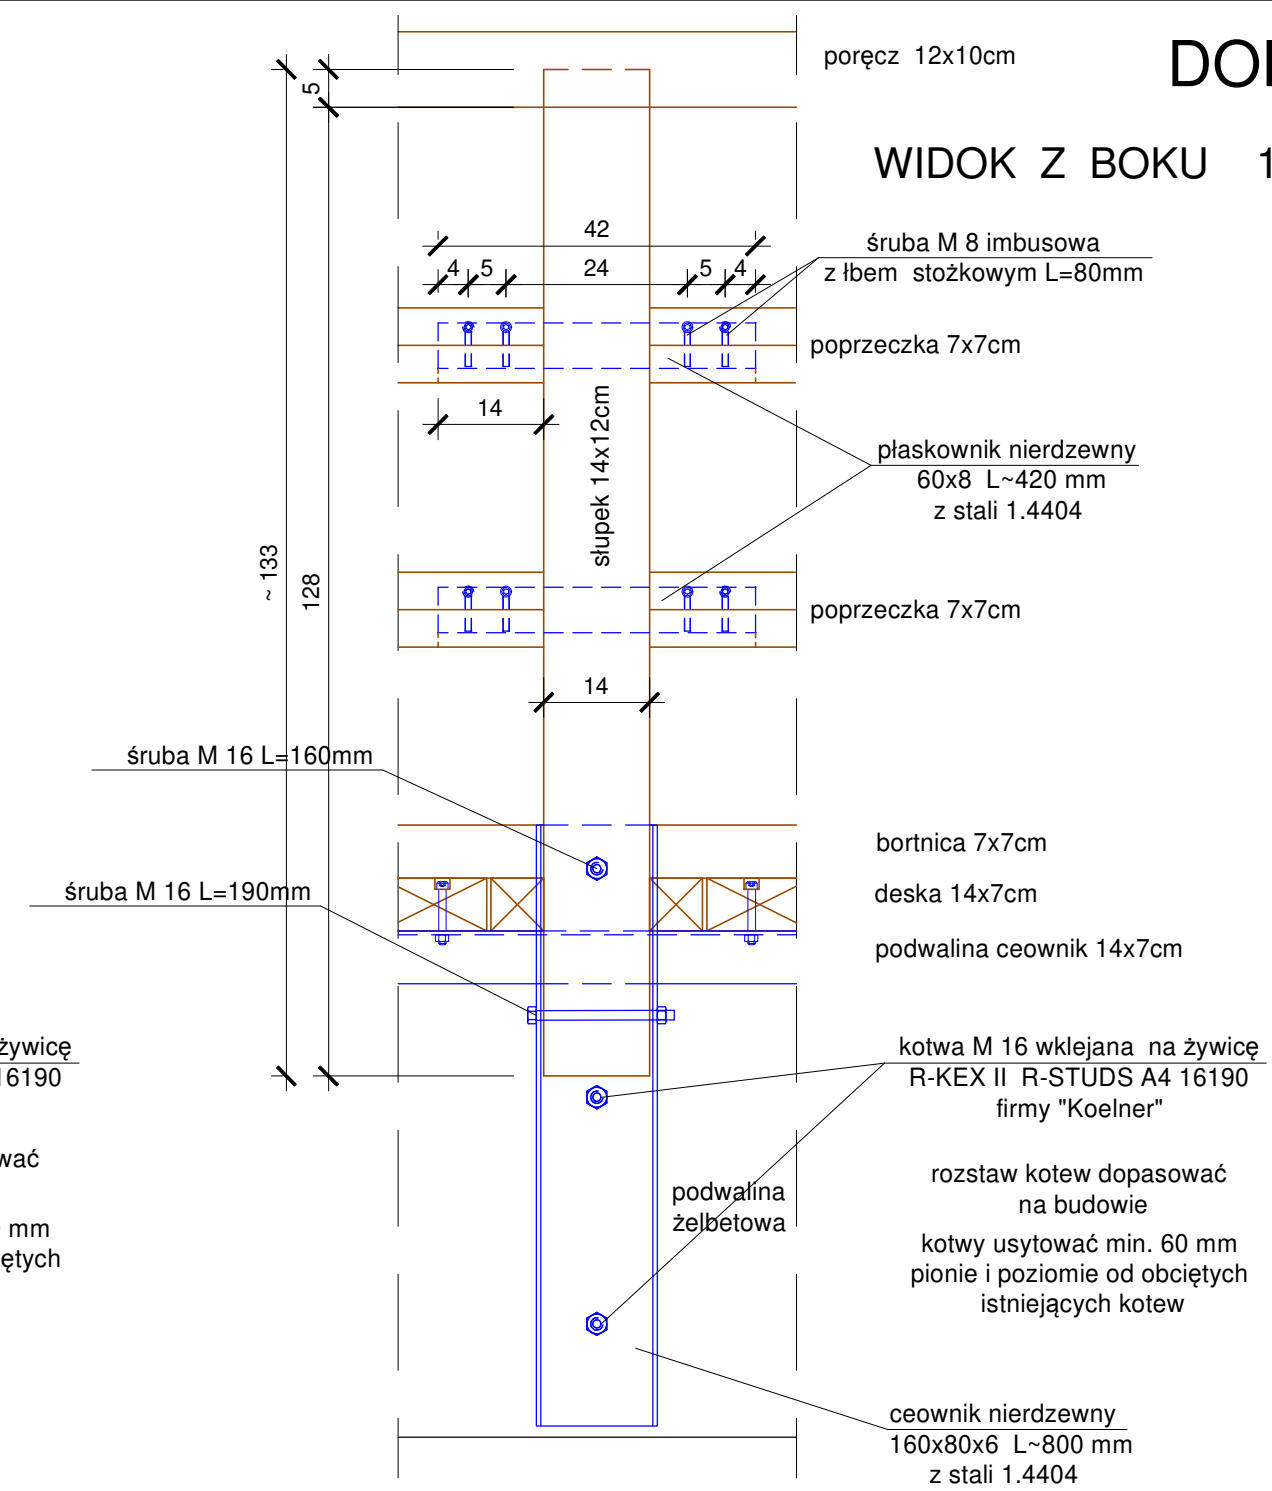 poręcz 12x10cm
WIDOK Z BOKU 1
5
42
4 5 24 5 4
śruba M 8 imbusowa
z łbem stożkowym L=80mm
poprzeczka 7x7cm
14
słupek 14x12cm
płaskownik nierdzewny
60x8 L~420 mm
z stali 1.4404
~ 133
128
poprzeczka 7x7cm
14
śruba M 16 L=160mm
bortnica 7x7cm
śruba M 16 L=190mm
deska 14x7cm
podwalina ceownik 14x7cm
żywicę
16190
kotwa M 16 wklejana na żywicę
R-KEX II R-STUDS A4 16190
firmy "Koelner"
wać
rozstaw kotew dopasować
na budowie
podwalina
żelbetowa
mm
ętych
kotwy usytować min. 60 mm
pionie i poziomie od obciętych
istniejących kotew
ceownik nierdzewny
160x80x6 L~800 mm
z stali 1.4404